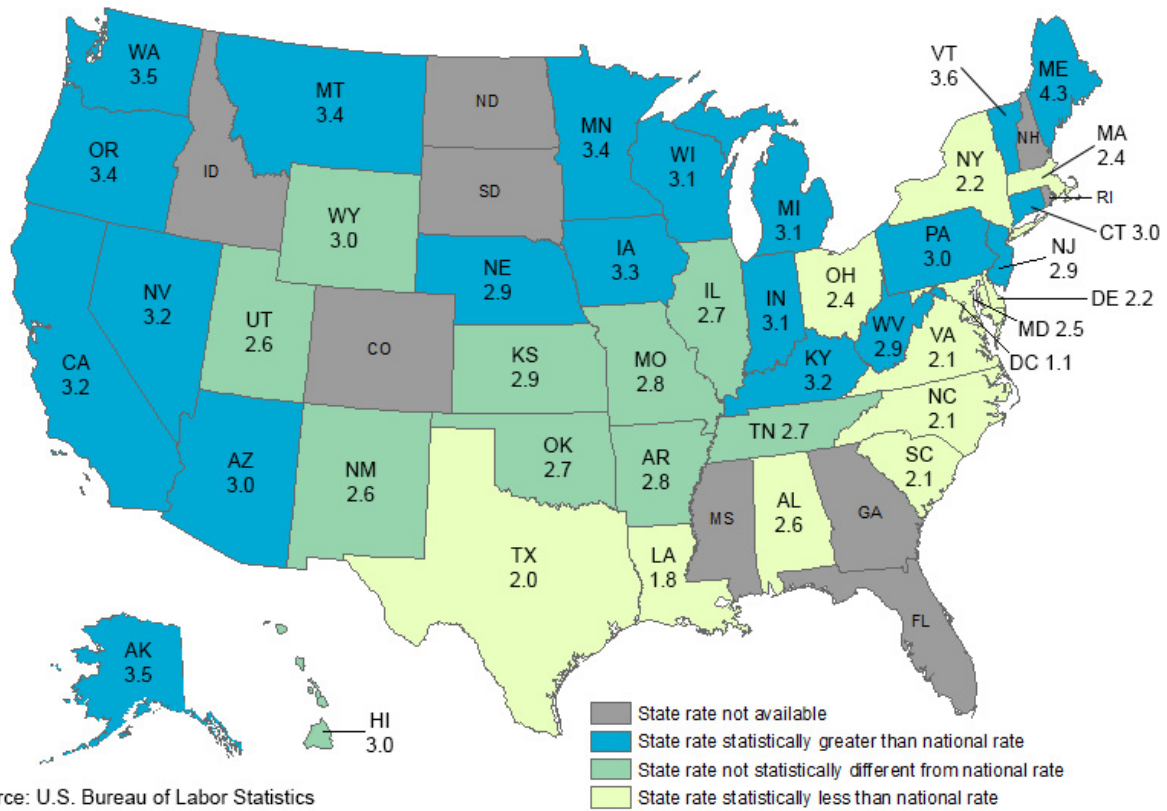 WA
3.5
MT
3.4
ND
MN
3.4
VT
3.6
ME
4.3
OR
3.4
ID
SD
WI
3.1
NY
2.2
NH
MA
2.4
WY
3.0
MI
3.1
RI
IA
3.3
PA
3.0
CT 3.0
NE
2.9
NJ
2.9
NV
3.2
UT
2.6
IL
2.7
IN
3.1
OH
2.4
DE 2.2
CO
WV
2.9
MD 2.5
CA
3.2
KS
2.9
MO
2.8
KY
3.2
VA
2.1
DC 1.1
NC
2.1
TN 2.7
AZ
3.0
NM
2.6
OK
2.7
AR
2.8
SC
2.1
MS
AL
2.6
GA
TX
2.0
LA
1.8
FL
AK
3.5
HI
3.0
State rate not available
State rate statistically greater than national rate
State rate not statistically different from national rate
State rate statistically less than national rate
rce: U.S. Bureau of Labor Statistics